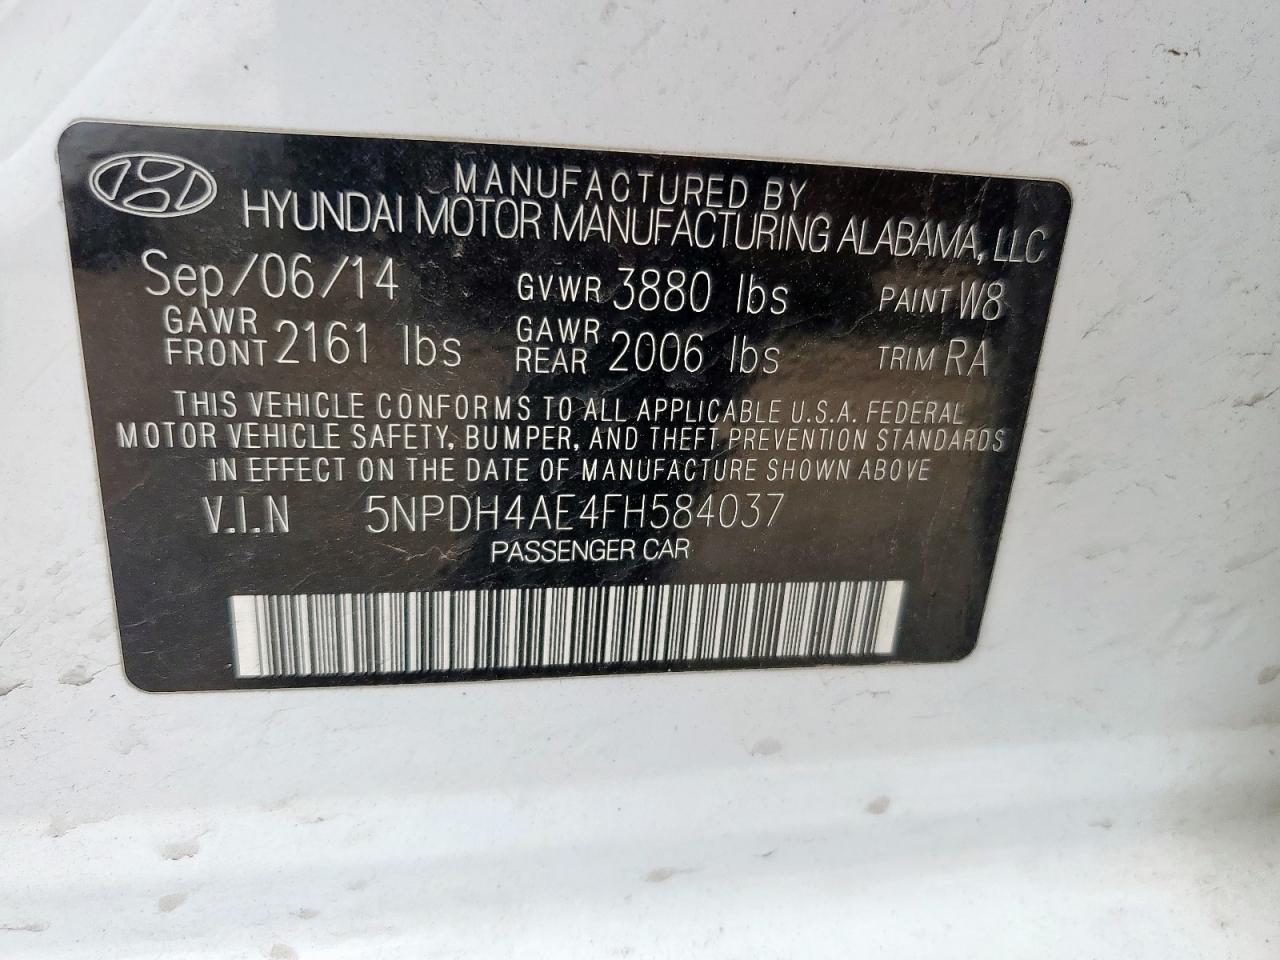 MANUFACTURED BY
HYUNDAI MOTOR MANUFACTURING ALABAMA, LLC
Sep/06/14 GVWR 3880 lbs PAINT W8
GAWR FRONT 2161 lbs GAWR REAR 2006 lbs TRIM RA
THIS VEHICLE CONFORMS TO ALL APPLICABLE U.S.A. FEDERAL
MOTOR VEHICLE SAFETY, BUMPER, AND THEFT PREVENTION STANDARDS
IN EFFECT ON THE DATE OF MANUFACTURE SHOWN ABOVE
V.I.N 5NPDH4AE4FH584037
PASSENGER CAR